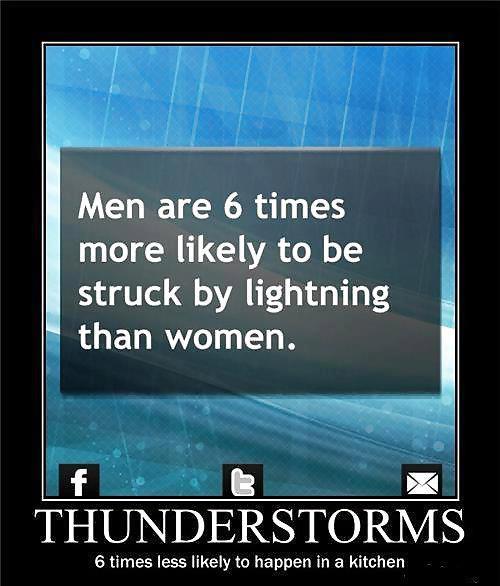 Men are 6 times
more likely to be
struck by lightning
than women.
f t
THUNDERSTORMS
6 times less likely to happen in a kitchen